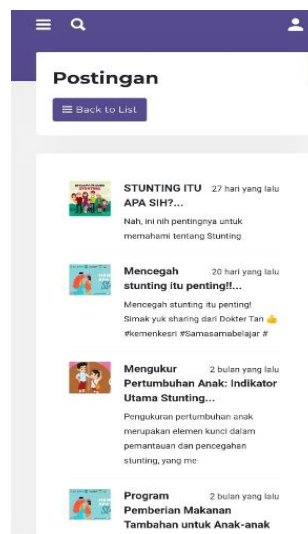 Postingan
Back to List
STUNTING ITU 27 hari yang lalu
APA SIH?...
Nah, ini nih pentingnya untuk
memahami tentang Stunting
Mencegah 20 hari yang lalu
stunting itu penting!!...
Mencegah stunting itu penting!
Simak yuk sharing dari Dokter Tan 👍
#kemenkesri #Samasamabelajar #
Mengukur 2 bulan yang lalu
Pertumbuhan Anak: Indikator
Utama Stunting...
Pengukuran pertumbuhan anak
merupakan elemen kunci dalam
pemantauan dan pencegahan
stunting, yang me
Program 2 bulan yang lalu
Pemberian Makanan
Tambahan untuk Anak-anak